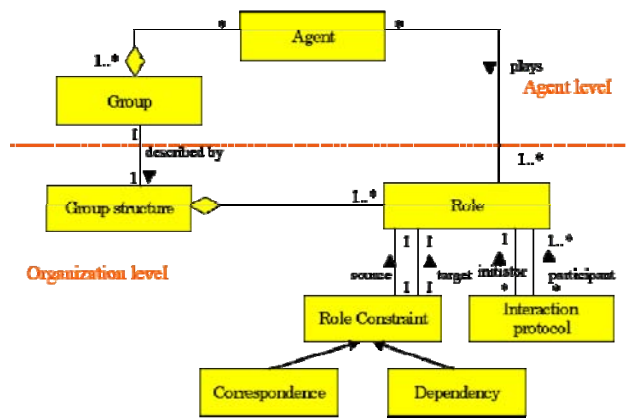 * Agent *
1..* plays
Agent level
Group
1
described by
1 1..*
1..*
Group structure Role
1 1 1 1..*
Organization level
source target initiator participant
1 1 * *
Role Constraint Interaction
protocol
Correspondence Dependency